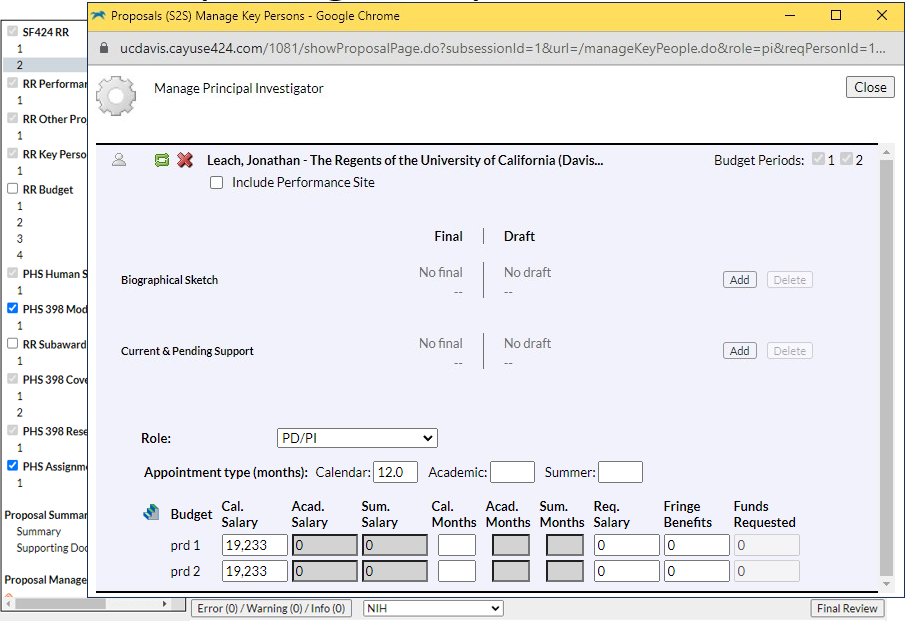 Proposals (S2S) Manage Key Persons - Google Chrome
ucdavis.cayuse424.com/1081/showProposalPage.do?subsessionId=1&url=/manageKeyPeople.do&role=pi&reqPersonId=1...
Manage Principal Investigator
Close
Leach, Jonathan - The Regents of the University of California (Davis...
Budget Periods: 1 2
Include Performance Site
Final Draft
Biographical Sketch
No final No draft
-- --
Add Delete
Current & Pending Support
No final No draft
-- --
Add Delete
Role: PD/PI
Appointment type (months): Calendar: 12.0 Academic: Summer:
Budget Cal. Salary Acad. Salary Sum. Salary Cal. Months Acad. Months Sum. Months Req. Salary Fringe Benefits Funds Requested
prd 1 19,233 0 0 0 0 0
prd 2 19,233 0 0 0 0 0
SF424 RR
1
2
RR Performa
1
RR Other Pro
1
RR Key Perso
1
RR Budget
1
2
3
4
PHS Human S
1
PHS 398 Mod
1
RR Subaward
1
PHS 398 Cove
1
2
PHS 398 Rese
1
PHS Assignm
1
Proposal Summar
Summary
Supporting Doc
Proposal Manage
Error (0) / Warning (0) / Info (0)
NIH
Final Review